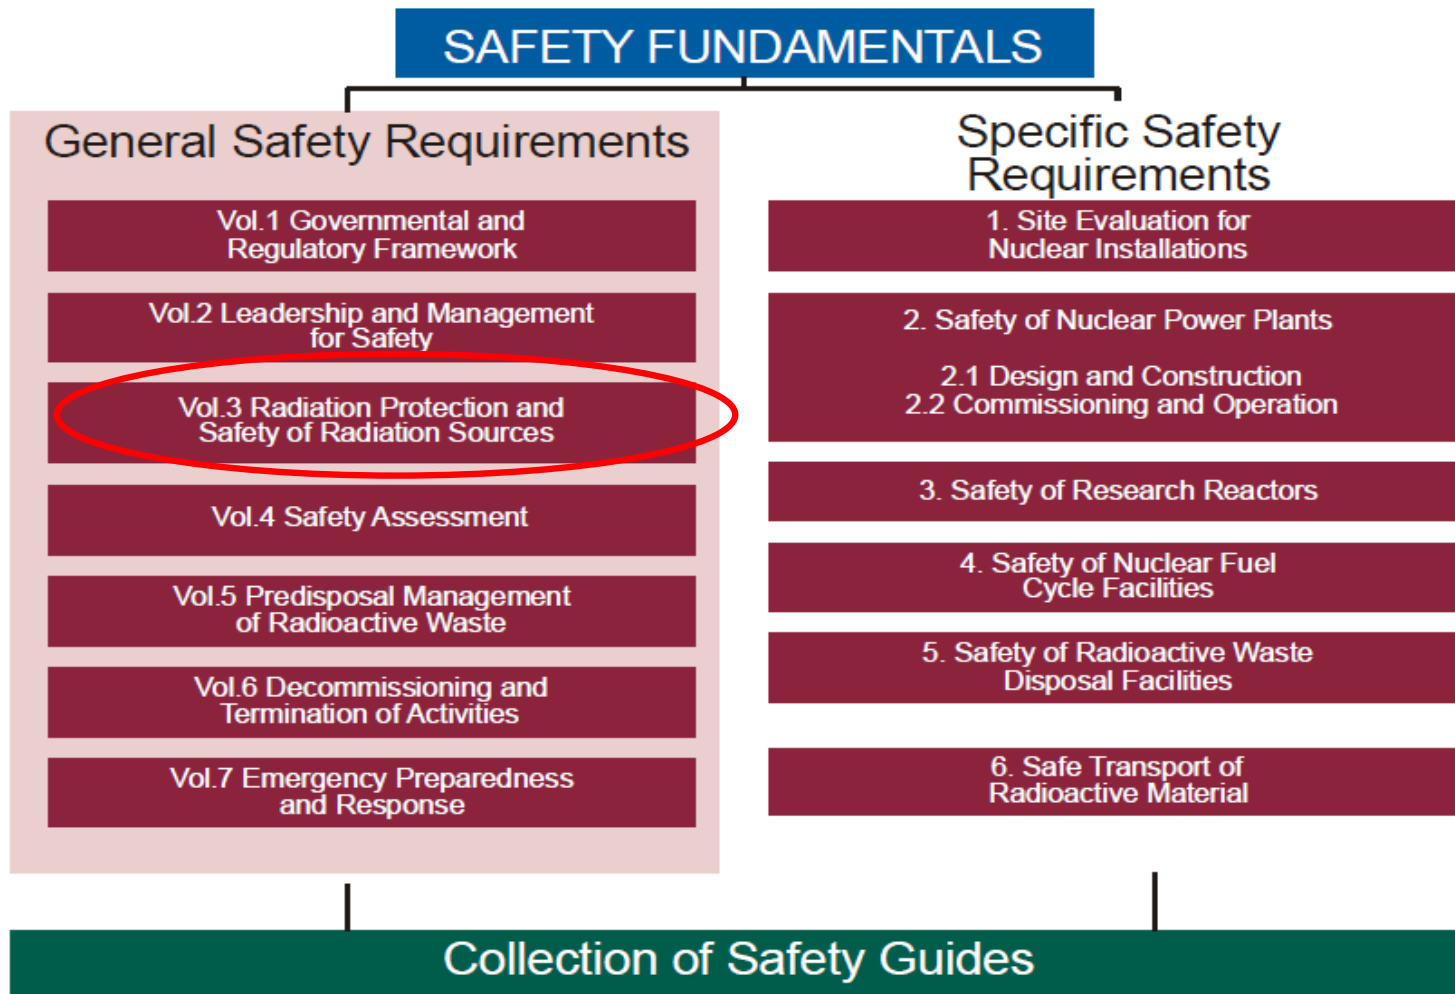 SAFETY FUNDAMENTALS
General Safety Requirements
Vol.1 Governmental and
Regulatory Framework
Vol.2 Leadership and Management
for Safety
Vol.3 Radiation Protection and
Safety of Radiation Sources
Vol.4 Safety Assessment
Vol.5 Predisposal Management
of Radioactive Waste
Vol.6 Decommissioning and
Termination of Activities
Vol.7 Emergency Preparedness
and Response
Specific Safety
Requirements
1. Site Evaluation for
Nuclear Installations
2. Safety of Nuclear Power Plants
2.1 Design and Construction
2.2 Commissioning and Operation
3. Safety of Research Reactors
4. Safety of Nuclear Fuel
Cycle Facilities
5. Safety of Radioactive Waste
Disposal Facilities
6. Safe Transport of
Radioactive Material
Collection of Safety Guides